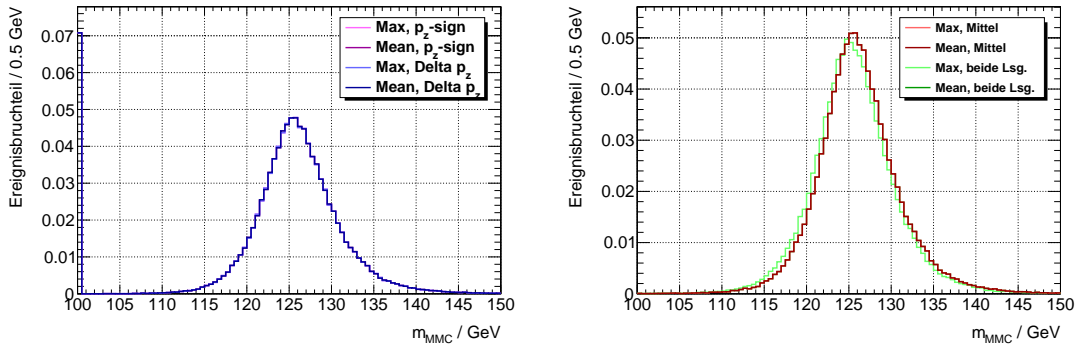 Ereignisbruchteil / 0.5 GeV
Max, p_z-sign
Mean, p_z-sign
Max, Delta p_z
Mean, Delta p_z
0.07
0.06
0.05
0.04
0.03
0.02
0.01
0
100 105 110 115 120 125 130 135 140 145 150
m_MMC / GeV
Ereignisbruchteil / 0.5 GeV
Max, Mittel
Mean, Mittel
Max, beide Lsg.
Mean, beide Lsg.
0.05
0.04
0.03
0.02
0.01
0
100 105 110 115 120 125 130 135 140 145 150
m_MMC / GeV